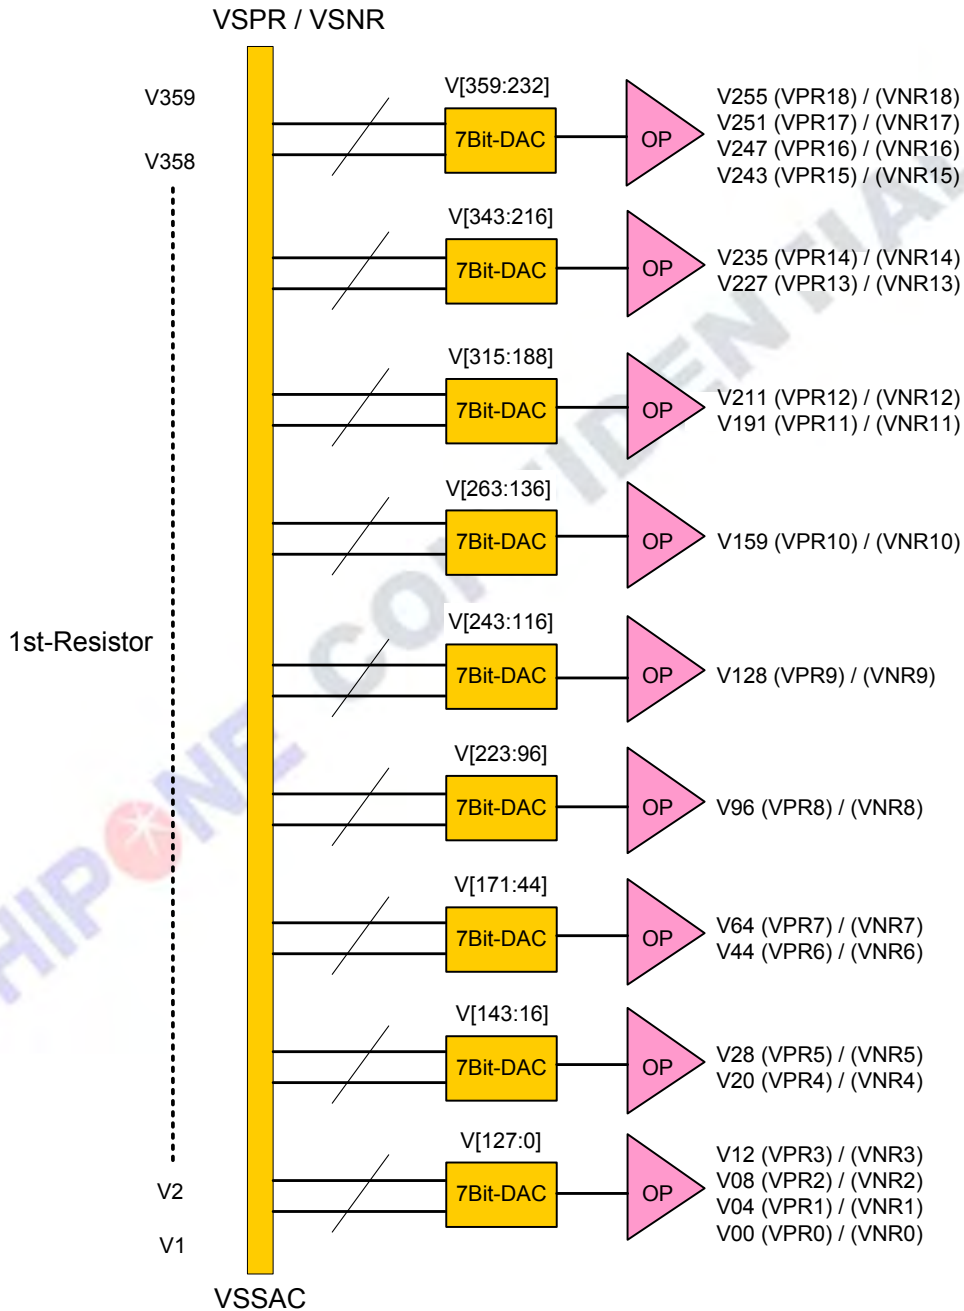 VSPR / VSNR
V359
V358
1st-Resistor
V2
V1
VSSAC
V[359:232]
7Bit-DAC
OP
V255 (VPR18) / (VNR18)
V251 (VPR17) / (VNR17)
V247 (VPR16) / (VNR16)
V243 (VPR15) / (VNR15)
V[343:216]
7Bit-DAC
OP
V235 (VPR14) / (VNR14)
V227 (VPR13) / (VNR13)
V[315:188]
7Bit-DAC
OP
V211 (VPR12) / (VNR12)
V191 (VPR11) / (VNR11)
V[263:136]
7Bit-DAC
OP
V159 (VPR10) / (VNR10)
V[243:116]
7Bit-DAC
OP
V128 (VPR9) / (VNR9)
V[223:96]
7Bit-DAC
OP
V96 (VPR8) / (VNR8)
V[171:44]
7Bit-DAC
OP
V64 (VPR7) / (VNR7)
V44 (VPR6) / (VNR6)
V[143:16]
7Bit-DAC
OP
V28 (VPR5) / (VNR5)
V20 (VPR4) / (VNR4)
V[127:0]
7Bit-DAC
OP
V12 (VPR3) / (VNR3)
V08 (VPR2) / (VNR2)
V04 (VPR1) / (VNR1)
V00 (VPR0) / (VNR0)
HIPONE CONFIDENTIAL